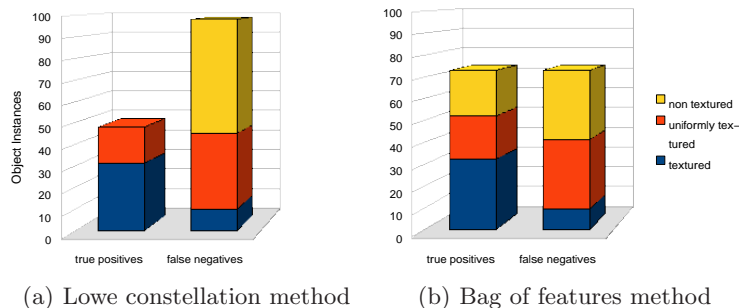 100
90
80
70
60
50
40
30
20
10
0
Object Instances
true positives false negatives
100
90
80
70
60
50
40
30
20
10
0
true positives false negatives
non textured
uniformly tex–
tured
textured
(a) Lowe constellation method
(b) Bag of features method